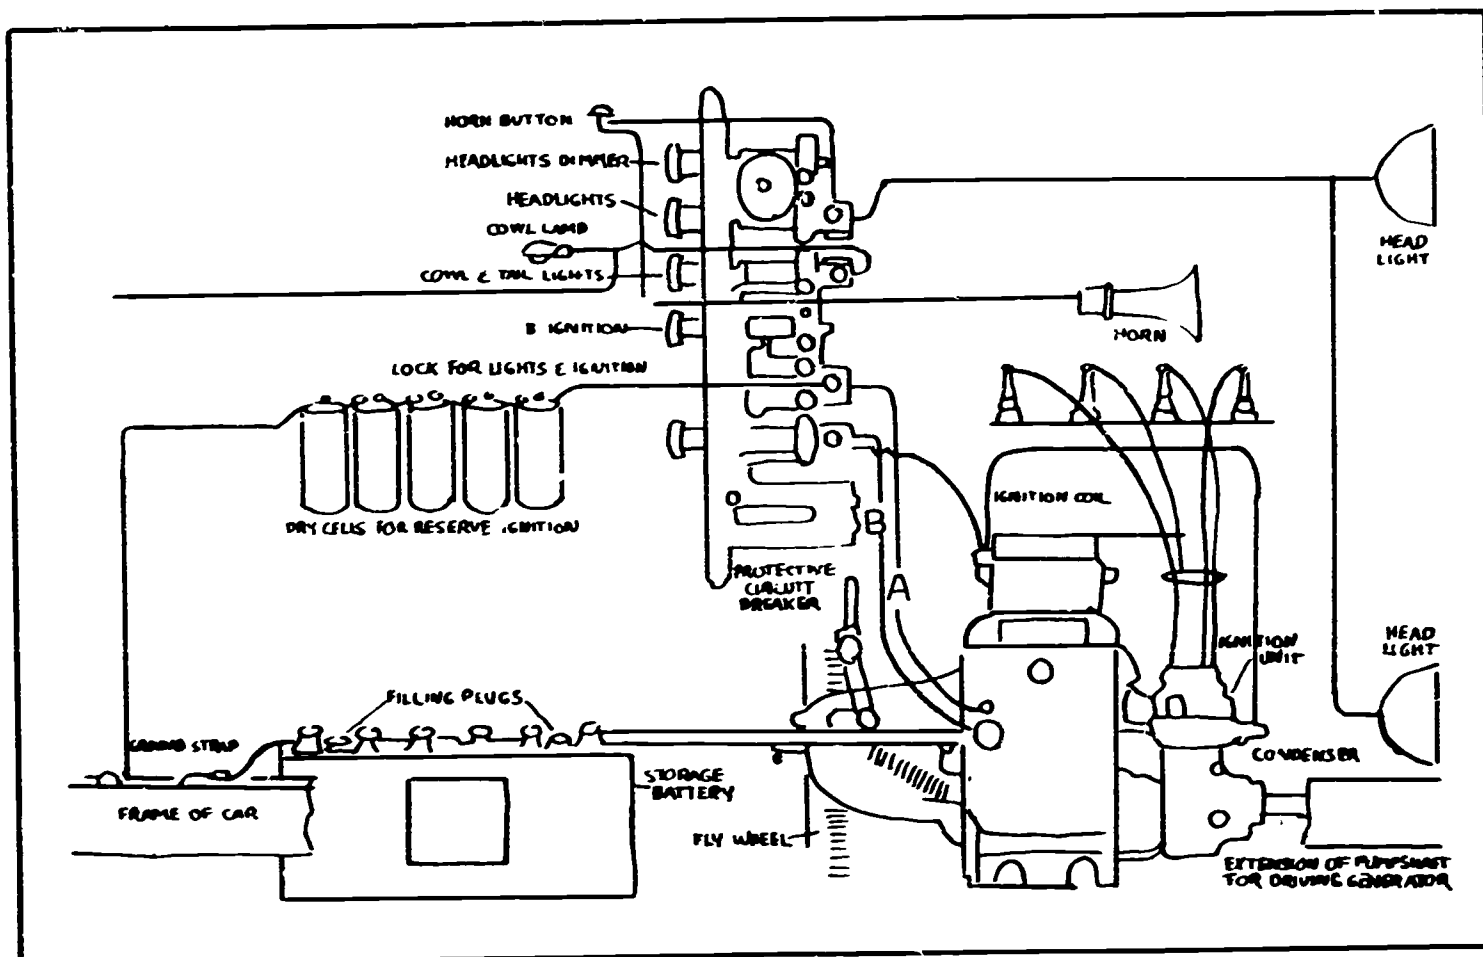 HORN BUTTON
HEADLIGHTS DIMMER
HEADLIGHTS
COWL LAMP
COWL & TAIL LIGHTS
B IGNITION
LOCK FOR LIGHTS & IGNITION
DRY CELLS FOR RESERVE IGNITION
PROTECTIVE
CIRCUIT
BREAKER
HEAD
LIGHT
HORN
IGNITION COIL
B
A
HEAD
LIGHT
IGNITION
UNIT
CONDENSER
FILLING PLUGS
GROUND STRAP
STORAGE
BATTERY
FRAME OF CAR
FLY WHEEL
EXTENSION OF PUMPSHAFT
FOR DRIVING GENERATOR